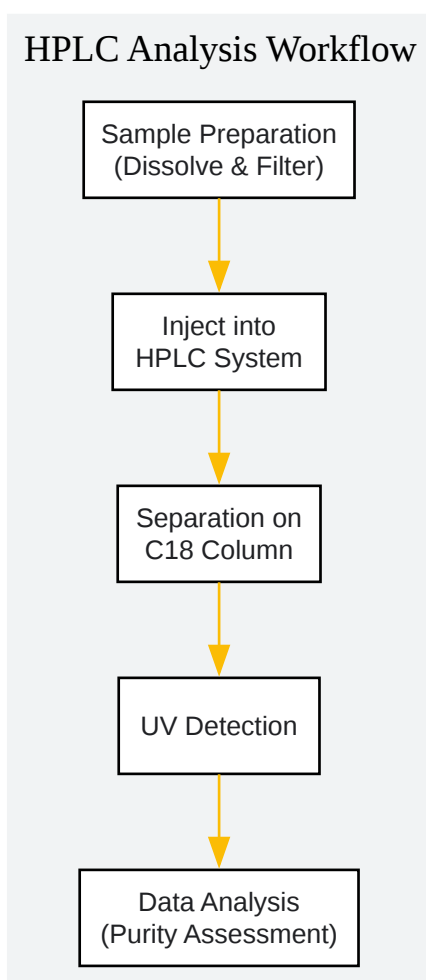 HPLC Analysis Workflow
Sample Preparation
(Dissolve & Filter)
Inject into
HPLC System
Separation on
C18 Column
UV Detection
Data Analysis
(Purity Assessment)